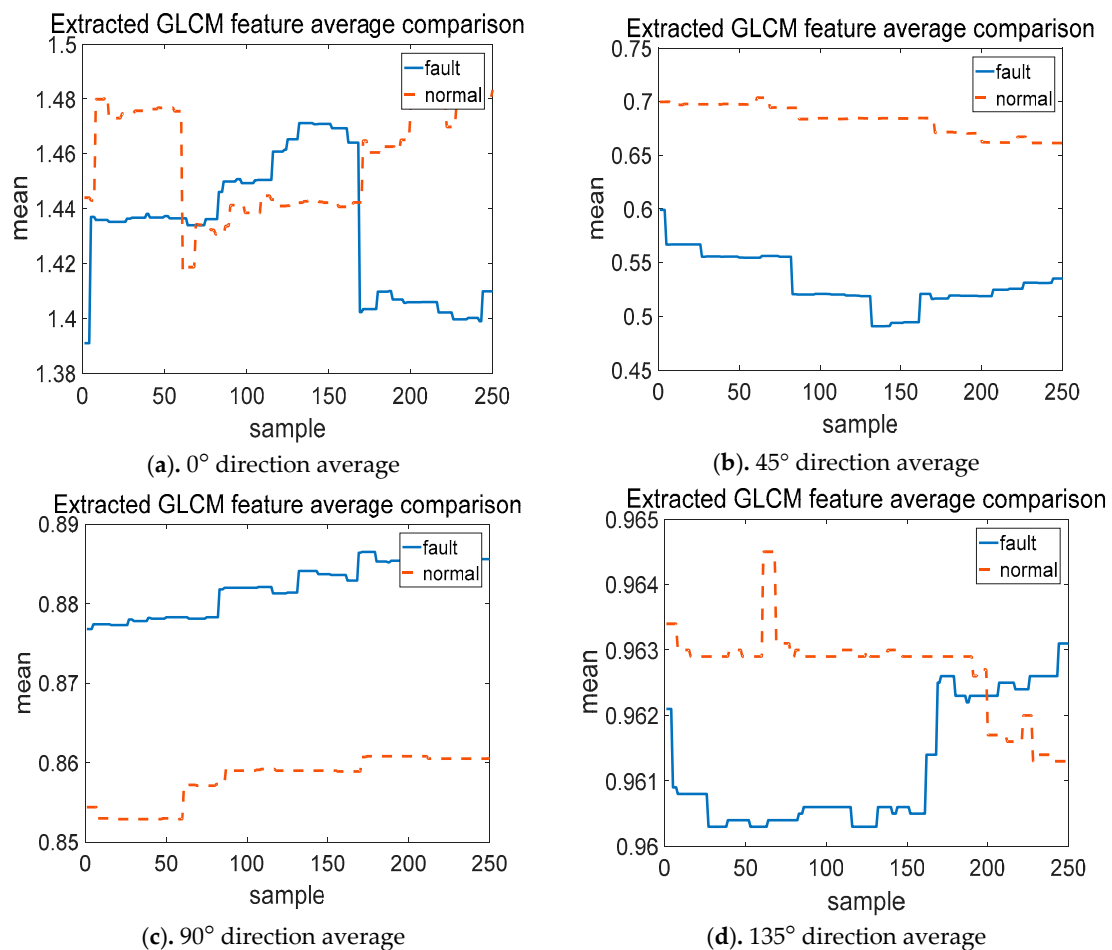 Extracted GLCM feature average comparison
1.5
1.48
1.46
1.44
1.42
1.4
1.38
mean
fault
normal
0 50 100 150 200 250
sample
(a). 0° direction average
Extracted GLCM feature average comparison
0.75
0.7
0.65
0.6
0.55
0.5
0.45
mean
fault
normal
0 50 100 150 200 250
sample
(b). 45° direction average
Extracted GLCM feature average comparison
0.89
0.88
0.87
0.86
0.85
mean
fault
normal
0 50 100 150 200 250
sample
(c). 90° direction average
Extracted GLCM feature average comparison
0.965
0.964
0.963
0.962
0.961
0.96
mean
fault
normal
0 50 100 150 200 250
sample
(d). 135° direction average